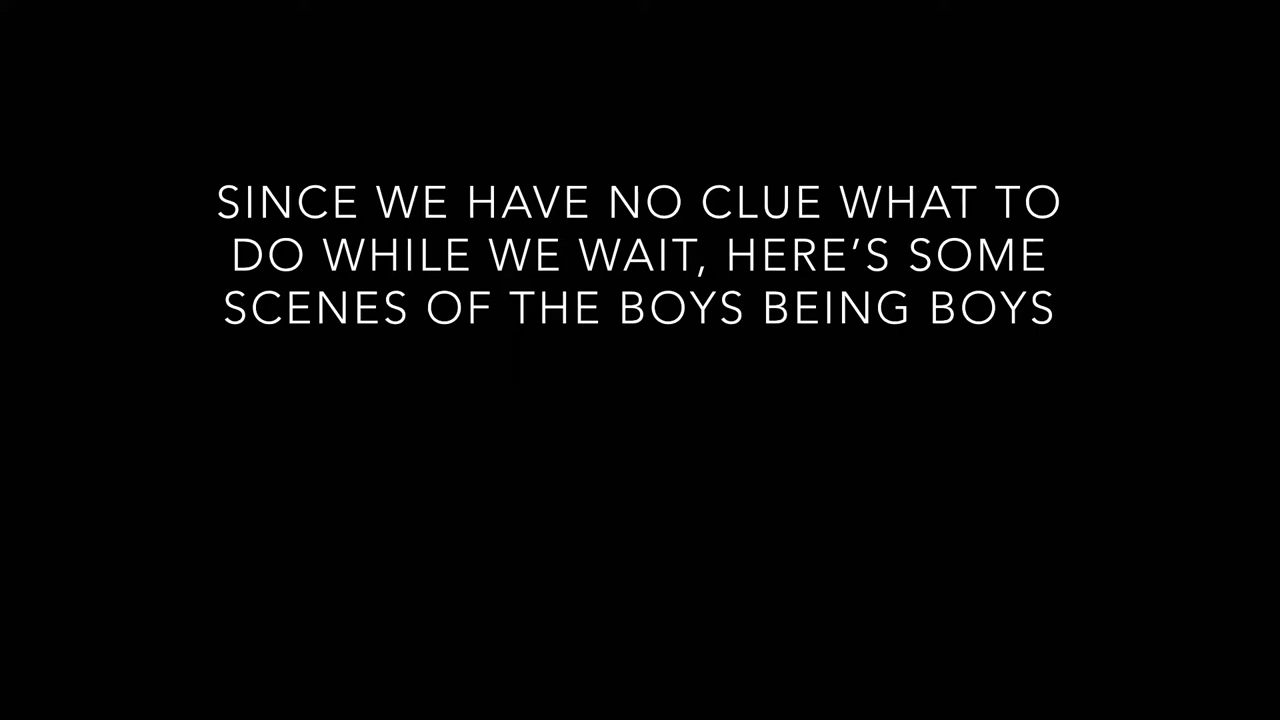 SINCE WE HAVE NO CLUE WHAT TO
DO WHILE WE WAIT, HERE’S SOME
SCENES OF THE BOYS BEING BOYS